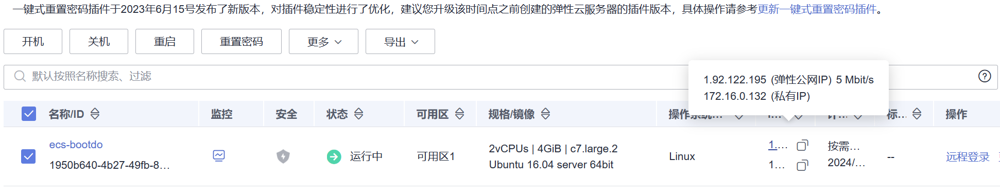 一键式重置密码插件于2023年6月15号发布了新版本，对插件稳定性进行了优化，建议您升级该时间点之前创建的弹性云服务器的插件版本，具体操作请参考更新一键式重置密码插件。
开机 关机 重启 重置密码 更多 导出
默认按照名称搜索、过滤
1.92.122.195 (弹性公网IP) 5 Mbit/s
172.16.0.132 (私有IP)
名称/ID 监控 安全 状态 可用区 规格/镜像 操作系统... 标... 操作
ecs-bootdo
1950b640-4b27-49fb-8...
运行中
可用区1
2vCPUs | 4GiB | c7.large.2
Ubuntu 16.04 server 64bit
Linux
1....
1...
按需...
2024/...
--
远程登录